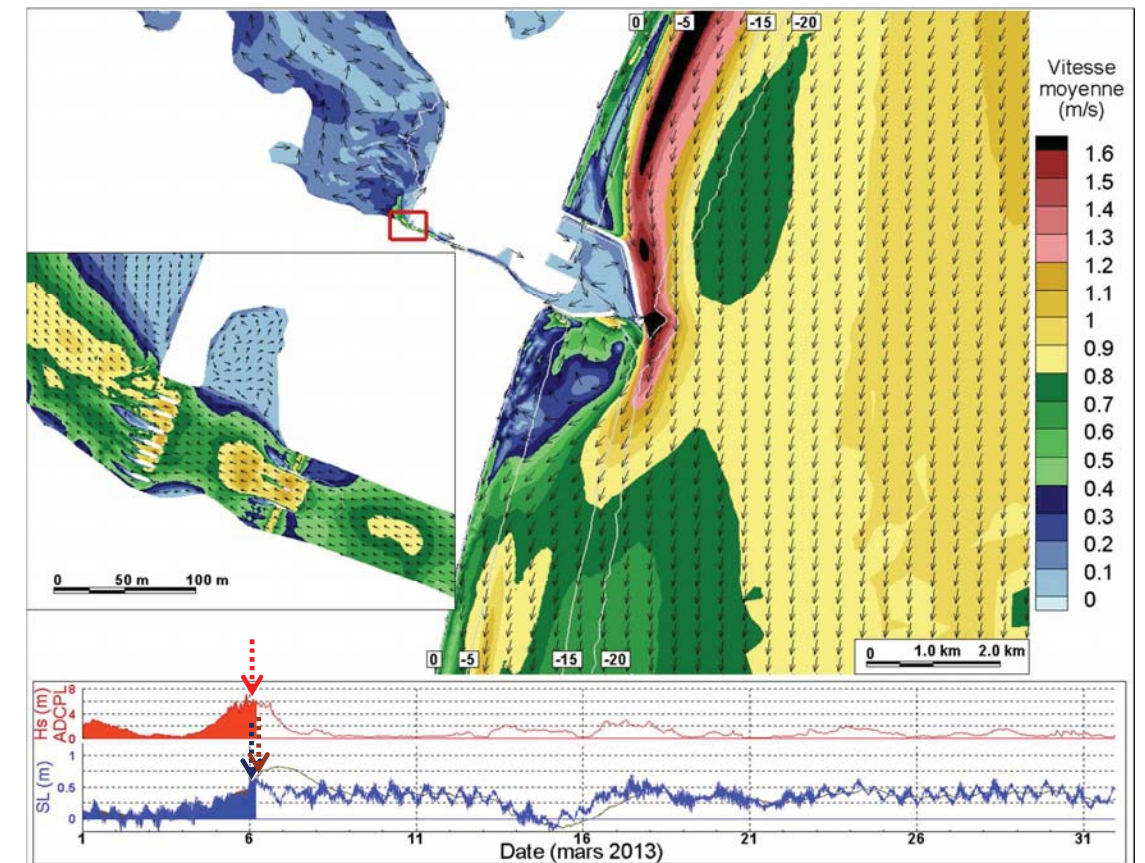 0 -5 -15 -20
Vitesse
moyenne
(m/s)
1.6
1.5
1.4
1.3
1.2
1.1
1
0.9
0.8
0.7
0.6
0.5
0.4
0.3
0.2
0.1
0
0 50 m 100 m
0 -5 -15 -20
0 1.0 km 2.0 km
Hs (m)
ADCPL
8
4
0
SL (m)
1
0.5
0
1 6 11 16 21 26 31
Date (mars 2013)